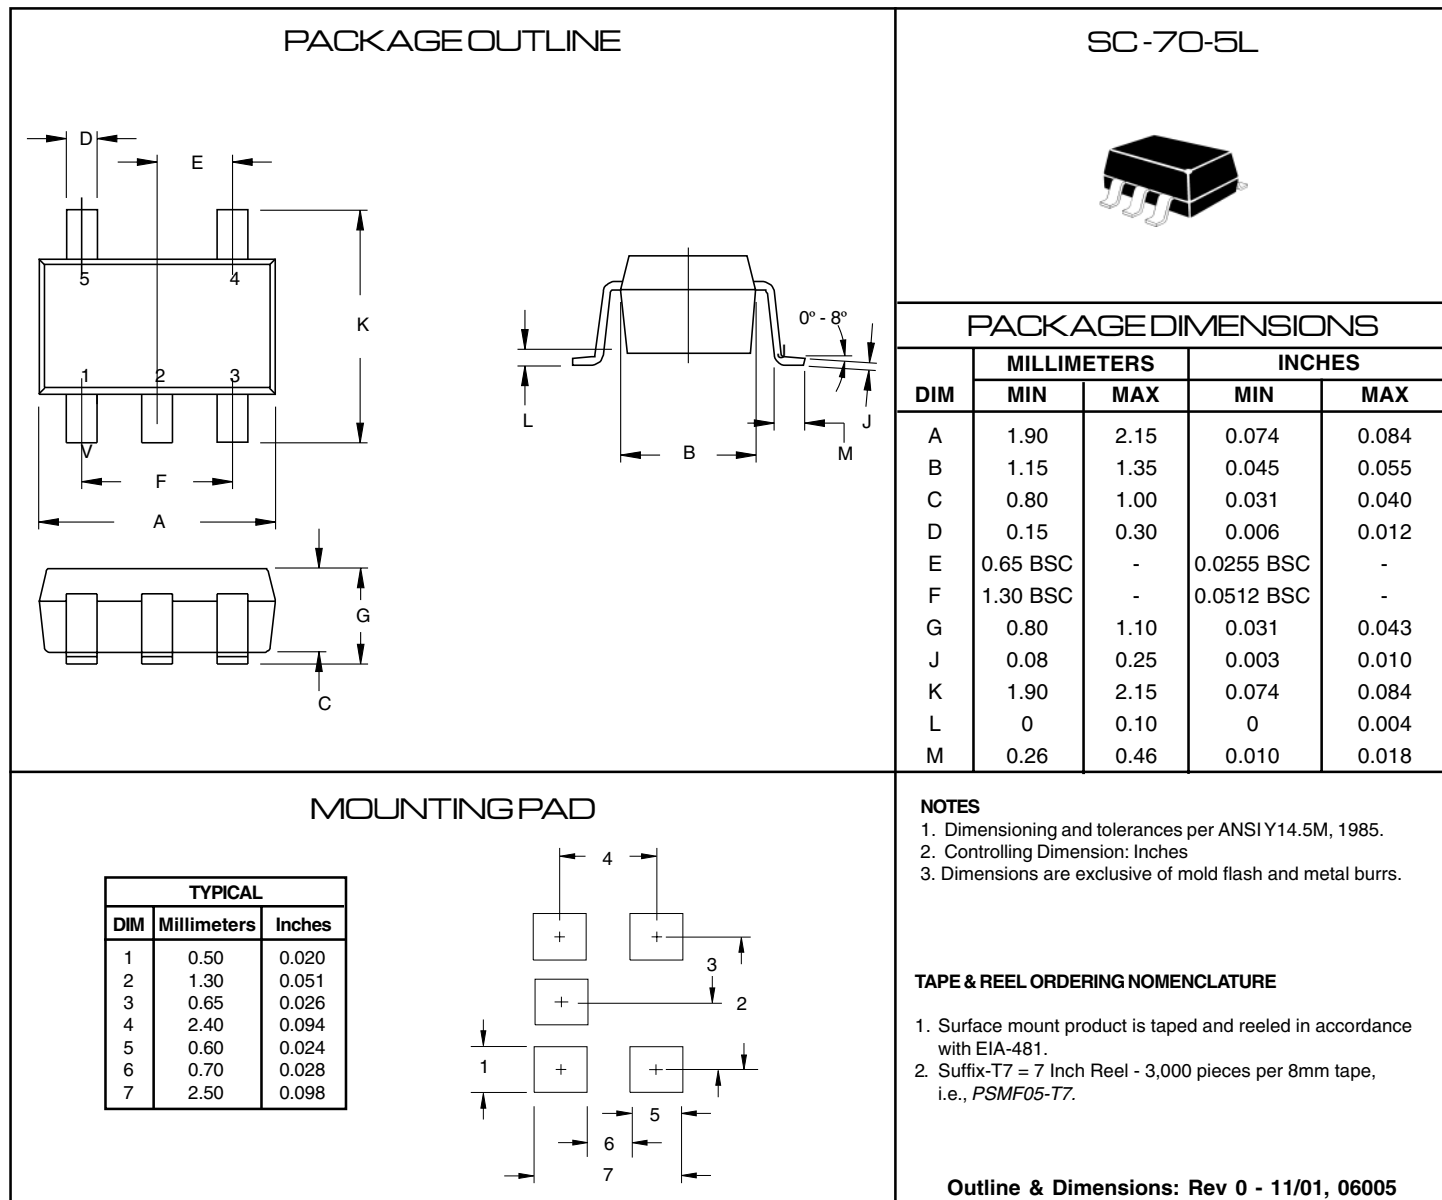 PACKAGE OUTLINE
D
E
5
4
K
1
2
3
V
F
A
G
C
0º - 8º
L
B
M
J
SC-70-5L
PACKAGE DIMENSIONS
DIM MILLIMETERS INCHES
MIN MAX MIN MAX
A 1.90 2.15 0.074 0.084
B 1.15 1.35 0.045 0.055
C 0.80 1.00 0.031 0.040
D 0.15 0.30 0.006 0.012
E 0.65 BSC - 0.0255 BSC -
F 1.30 BSC - 0.0512 BSC -
G 0.80 1.10 0.031 0.043
J 0.08 0.25 0.003 0.010
K 1.90 2.15 0.074 0.084
L 0 0.10 0 0.004
M 0.26 0.46 0.010 0.018
MOUNTING PAD
TYPICAL
DIM Millimeters Inches
1 0.50 0.020
2 1.30 0.051
3 0.65 0.026
4 2.40 0.094
5 0.60 0.024
6 0.70 0.028
7 2.50 0.098
4
3
2
1
5
6
7
NOTES
1. Dimensioning and tolerances per ANSI Y14.5M, 1985.
2. Controlling Dimension: Inches
3. Dimensions are exclusive of mold flash and metal burrs.
TAPE & REEL ORDERING NOMENCLATURE
1. Surface mount product is taped and reeled in accordance
with EIA-481.
2. Suffix-T7 = 7 Inch Reel - 3,000 pieces per 8mm tape,
i.e., PSMF05-T7.
Outline & Dimensions: Rev 0 - 11/01, 06005